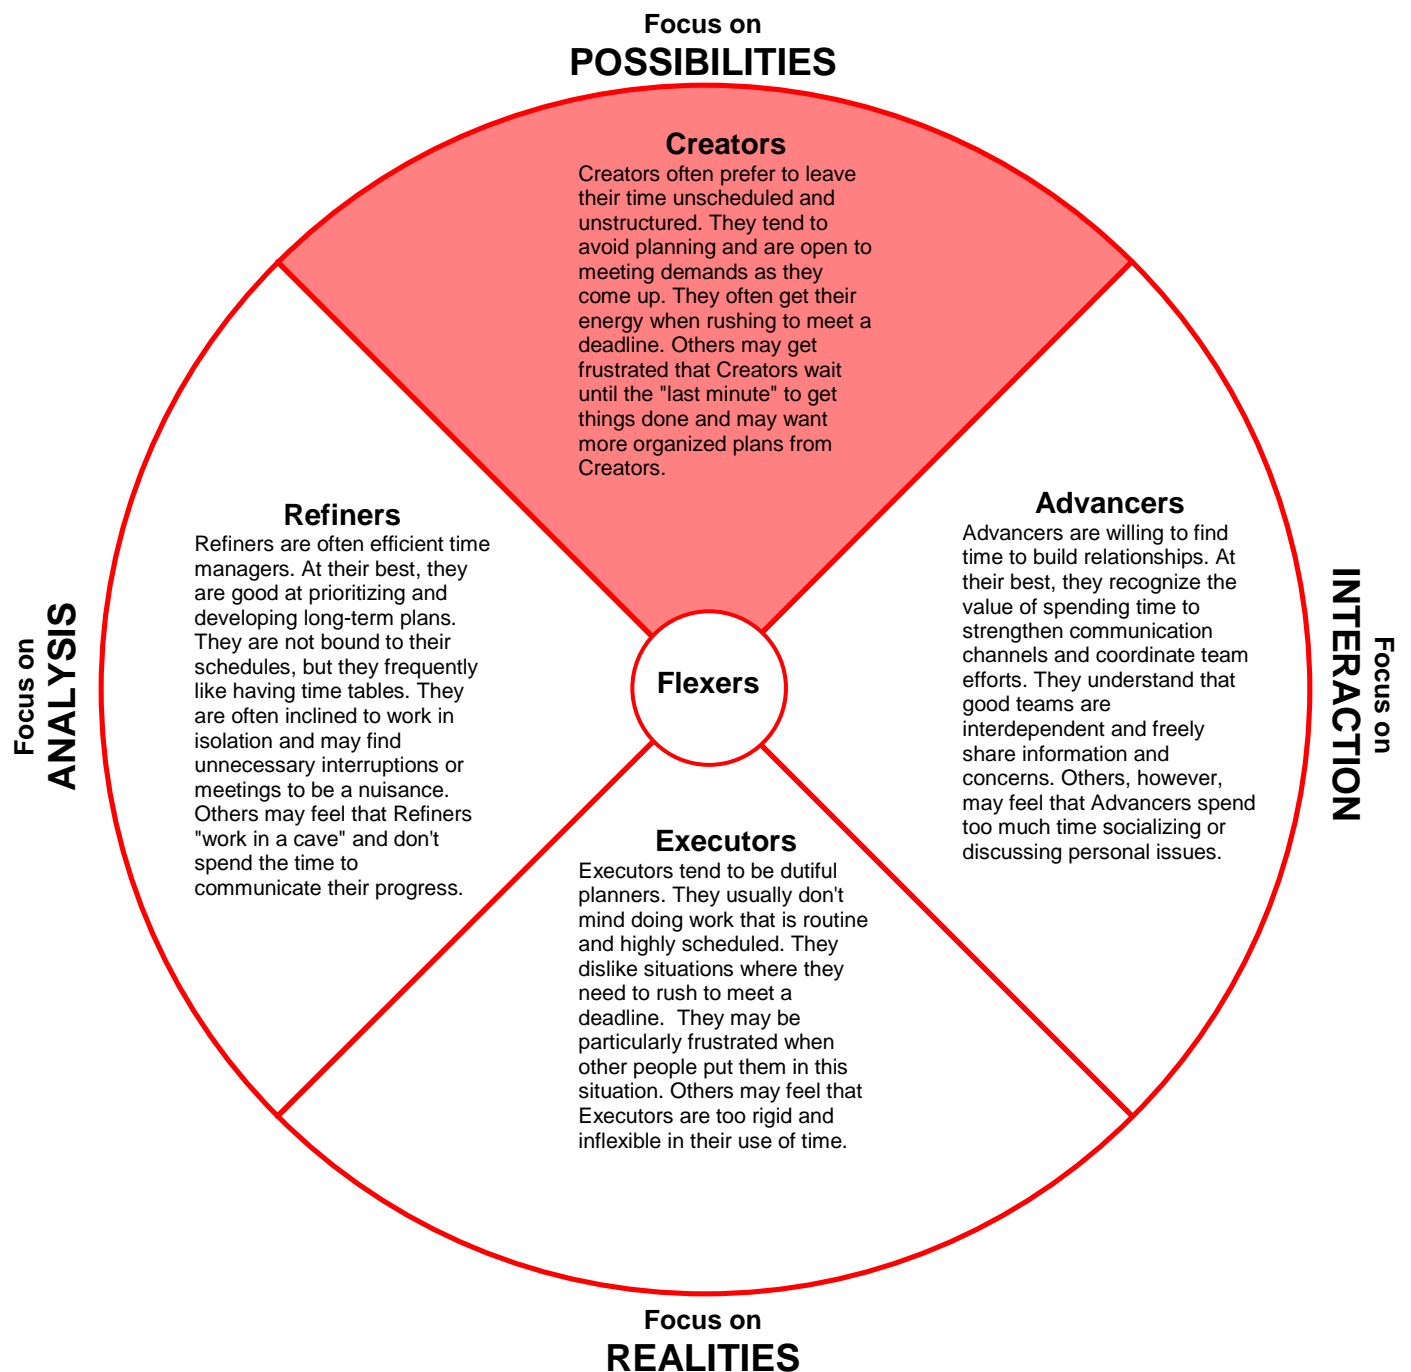 Focus on
POSSIBILITIES
Creators
Creators often prefer to leave
their time unscheduled and
unstructured. They tend to
avoid planning and are open to
meeting demands as they
come up. They often get their
energy when rushing to meet a
deadline. Others may get
frustrated that Creators wait
until the "last minute" to get
things done and may want
more organized plans from
Creators.
Focus on
ANALYSIS
Refiners
Refiners are often efficient time
managers. At their best, they
are good at prioritizing and
developing long-term plans.
They are not bound to their
schedules, but they frequently
like having time tables. They
are often inclined to work in
isolation and may find
unnecessary interruptions or
meetings to be a nuisance.
Others may feel that Refiners
"work in a cave" and don't
spend the time to
communicate their progress.
Flexers
Advancers
Advancers are willing to find
time to build relationships. At
their best, they recognize the
value of spending time to
strengthen communication
channels and coordinate team
efforts. They understand that
good teams are
interdependent and freely
share information and
concerns. Others, however,
may feel that Advancers spend
too much time socializing or
discussing personal issues.
Focus on
INTERACTION
Executors
Executors tend to be dutiful
planners. They usually don't
mind doing work that is routine
and highly scheduled. They
dislike situations where they
need to rush to meet a
deadline.  They may be
particularly frustrated when
other people put them in this
situation. Others may feel that
Executors are too rigid and
inflexible in their use of time.
Focus on
REALITIES